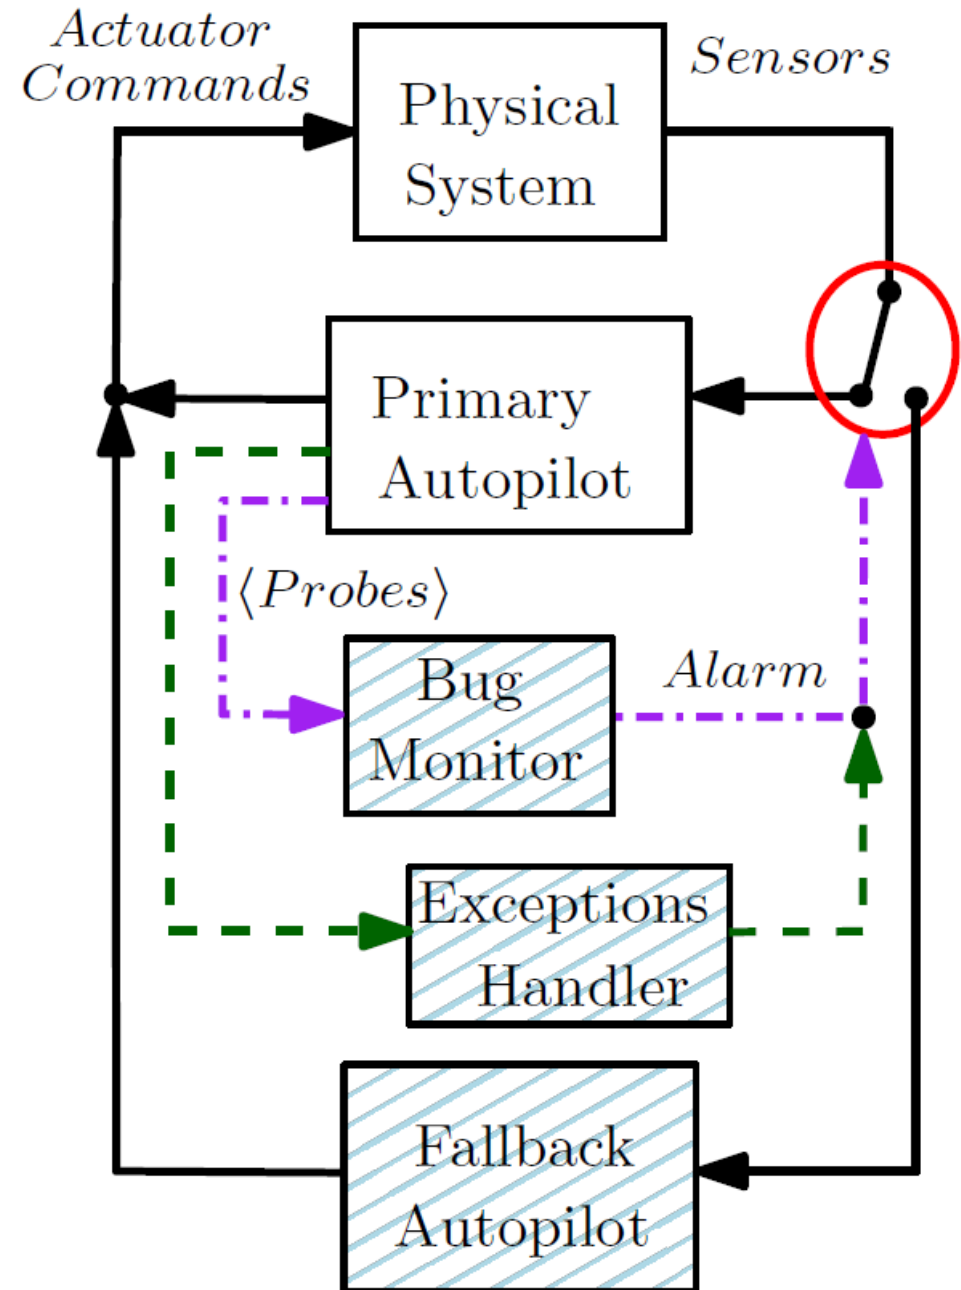 Actuator
Commands
Sensors
Physical
System
Primary
Autopilot
⟨Probes⟩
Bug
Monitor
Alarm
Exceptions
Handler
Fallback
Autopilot